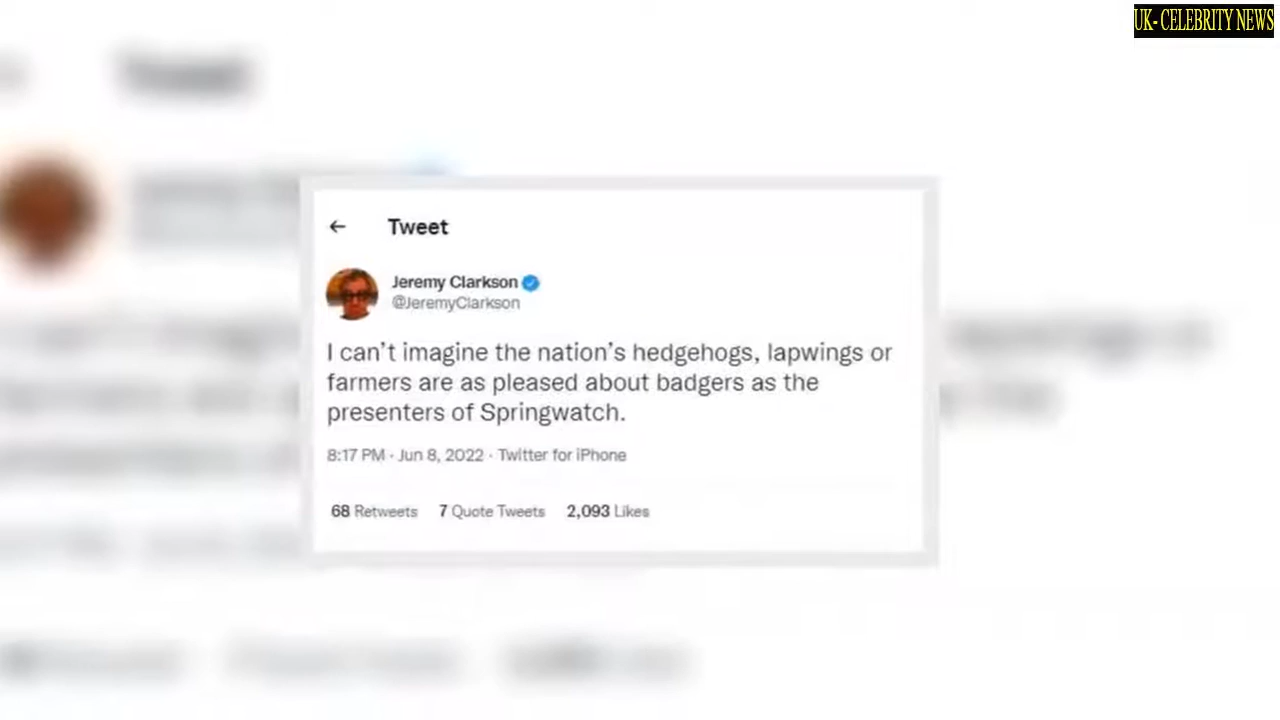 UK- CELEBRITY NEWS
Tweet
Jeremy Clarkson
@JeremyClarkson
I can’t imagine the nation’s hedgehogs, lapwings or
farmers are as pleased about badgers as the
presenters of Springwatch.
8:17 PM · Jun 8, 2022 · Twitter for iPhone
68 Retweets 7 Quote Tweets 2,093 Likes